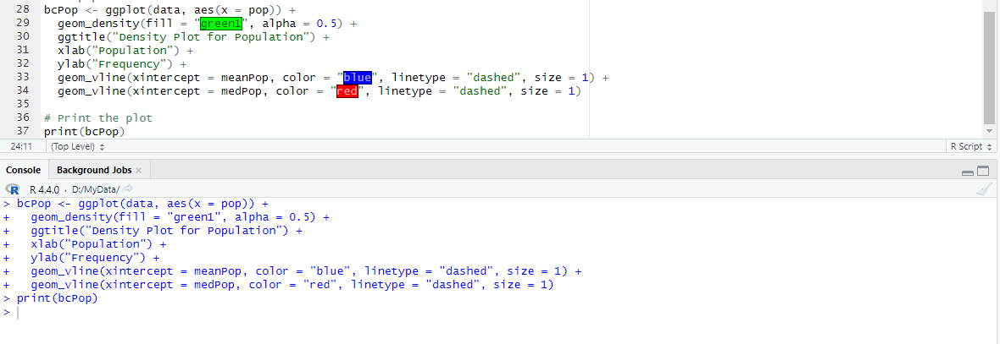 28 bcPop <- ggplot(data, aes(x = pop)) +
29   geom_density(fill = "green1", alpha = 0.5) +
30   ggtitle("Density Plot for Population") +
31   xlab("Population") +
32   ylab("Frequency") +
33   geom_vline(xintercept = meanPop, color = "blue", linetype = "dashed", size = 1) +
34   geom_vline(xintercept = medPop, color = "red", linetype = "dashed", size = 1)
35
36 # Print the plot
37 print(bcPop)
24:11 (Top Level) R Script
Console Background Jobs
R R 4.4.0 · D:/MyData/
> bcPop <- ggplot(data, aes(x = pop)) +
+   geom_density(fill = "green1", alpha = 0.5) +
+   ggtitle("Density Plot for Population") +
+   xlab("Population") +
+   ylab("Frequency") +
+   geom_vline(xintercept = meanPop, color = "blue", linetype = "dashed", size = 1) +
+   geom_vline(xintercept = medPop, color = "red", linetype = "dashed", size = 1)
> print(bcPop)
>